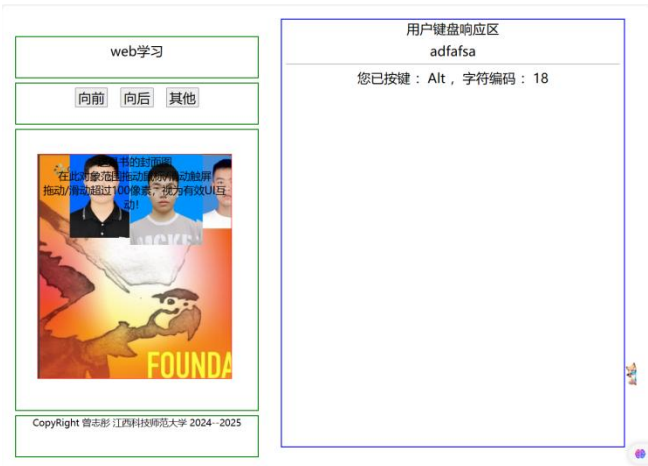 web学习
向前 向后 其他
书的封面图
在此对象范围拖动鼠标/滑动触屏
拖动/滑动超过100像素，视为有效UI互
动！
FOUNDA
CopyRight 曾志彤 江西科技师范大学 2024--2025
用户键盘响应区
adfafsa
您已按键 ： Alt ， 字符编码 ： 18